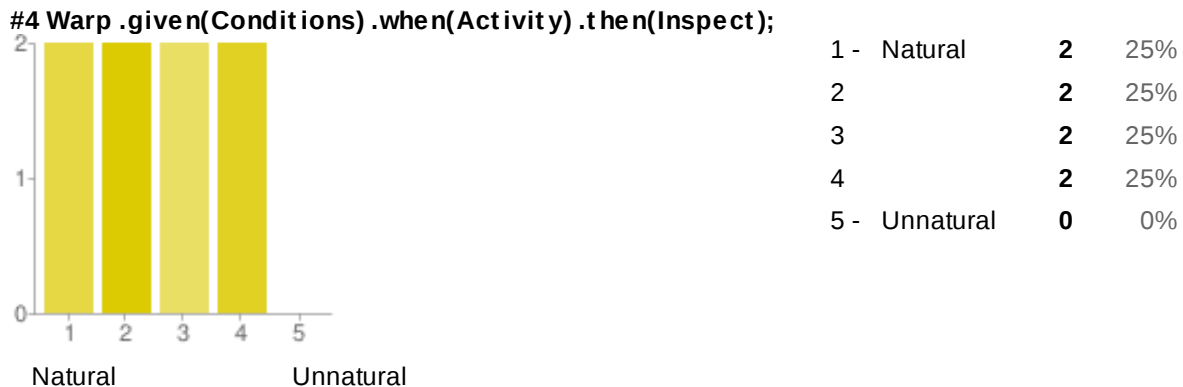 #4 Warp .given(Conditions) .when(Activity) .then(Inspect);
2
1
0
1 2 3 4 5
Natural Unnatural
1 - Natural 2 25%
2 2 25%
3 2 25%
4 2 25%
5 - Unnatural 0 0%